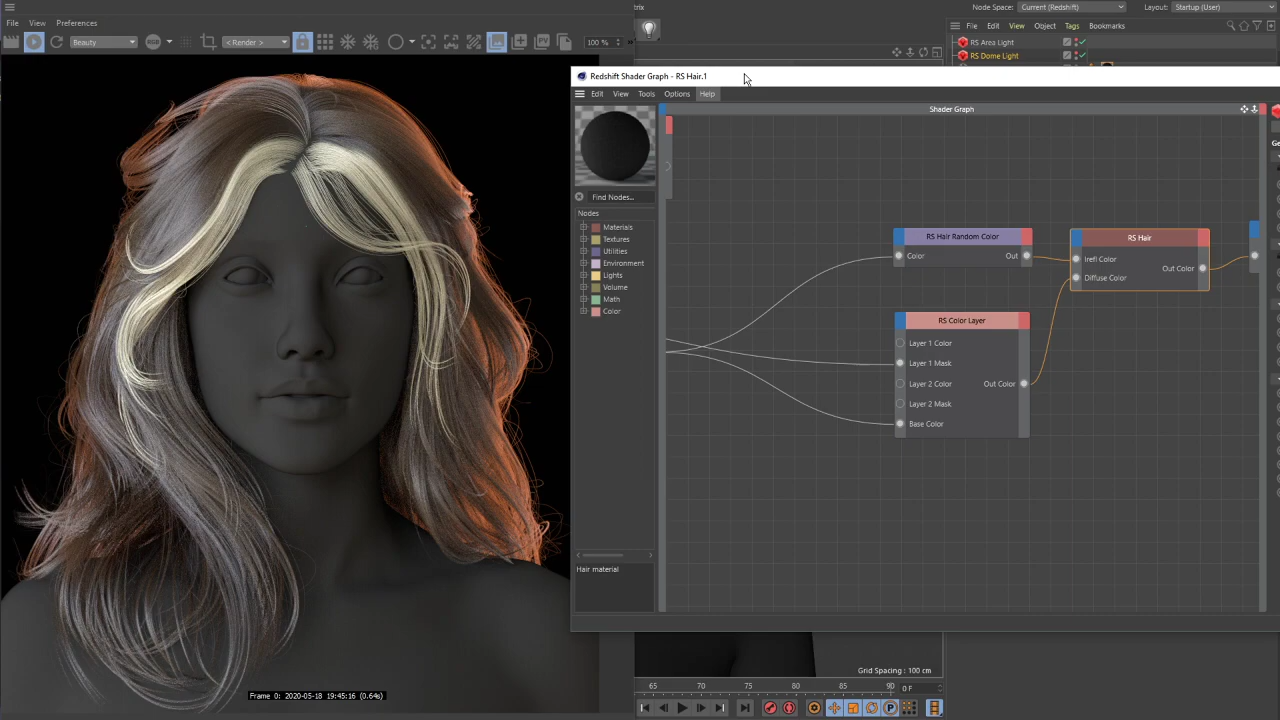 trix
Node Space: Current (Redshift) Layout: Startup (User)
File View Preferences
File Edit View Object Tags Bookmarks
Beauty RGB < Render > 100 %
RS Area Light
RS Dome Light
Redshift Shader Graph - RS Hair.1
Edit View Tools Options Help
Shader Graph
Find Nodes...
Nodes
Materials
Textures
Utilities
Environment
Lights
Volume
Math
Color
Hair material
RS Hair Random Color
Color Out
RS Hair
Irefl Color
Out Color
Diffuse Color
RS Color Layer
Layer 1 Color
Layer 1 Mask
Layer 2 Color Out Color
Layer 2 Mask
Base Color
Ge
Grid Spacing : 100 cm
65 70 75 80 85 90 0 F
Frame 0: 2020-05-18 19:45:16 (0.64s)